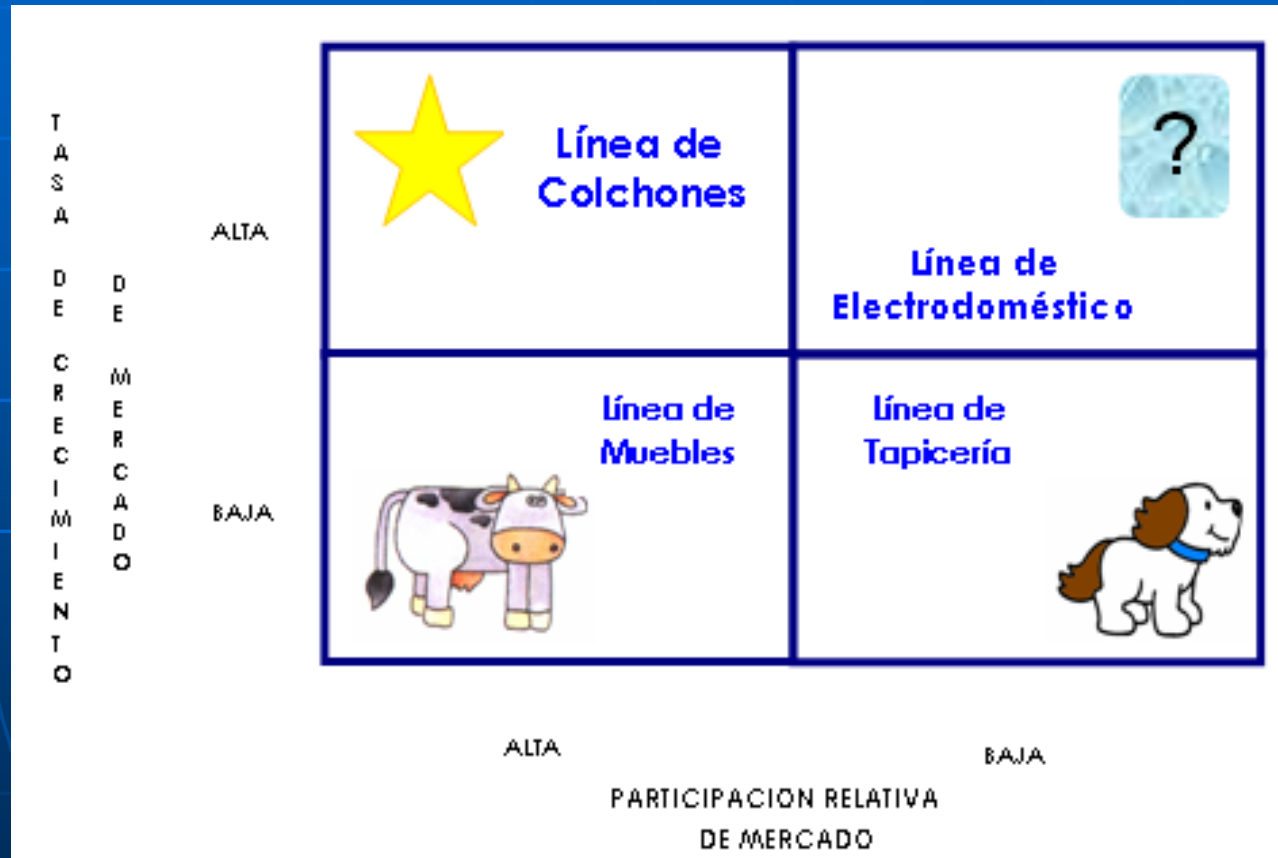 TASA DE CRECIMIENTO
DE MERCADO
ALTA
BAJA
Línea de
Colchones
?
Línea de
Electrodoméstico
Línea de
Muebles
Línea de
Tapicería
ALTA
BAJA
PARTICIPACION RELATIVA
DE MERCADO